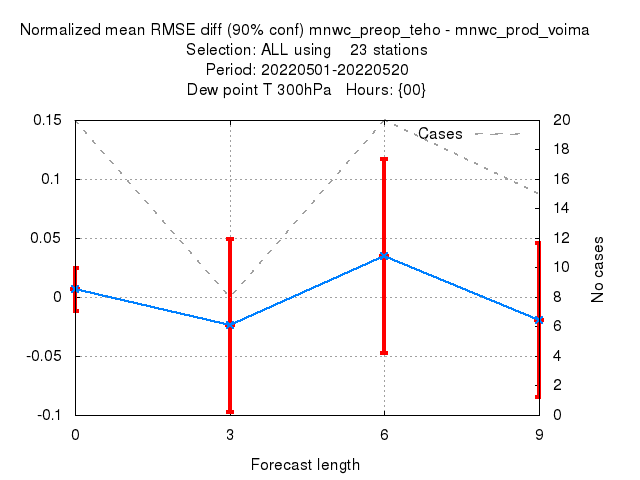 Normalized mean RMSE diff (90% conf) mnwc_preop_teho - mnwc_prod_voima
Selection: ALL using 23 stations
Period: 20220501-20220520
Dew point T 300hPa Hours: {00}
Cases
0.15
0.1
0.05
0
-0.05
-0.1
20
18
16
14
12
10
8
6
4
2
0
No cases
0 3 6 9
Forecast length